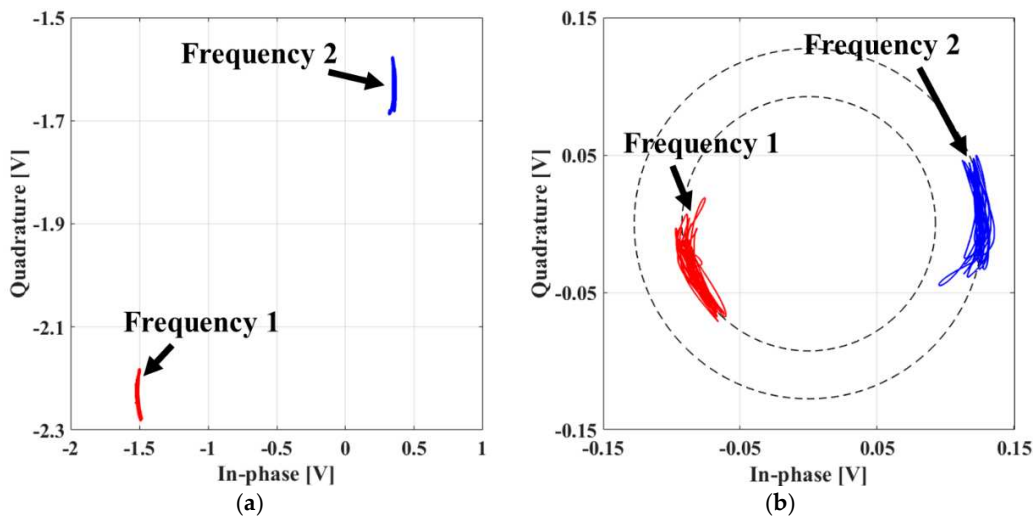 -1.5
-1.7
-1.9
-2.1
-2.3
Quadrature [V]
Frequency 2
Frequency 1
-2
-1.5
-1
-0.5
0
0.5
1
In-phase [V]
(a)
0.15
0.05
-0.05
-0.15
Quadrature [V]
Frequency 2
Frequency 1
-0.15
-0.05
0.05
0.15
In-phase [V]
(b)